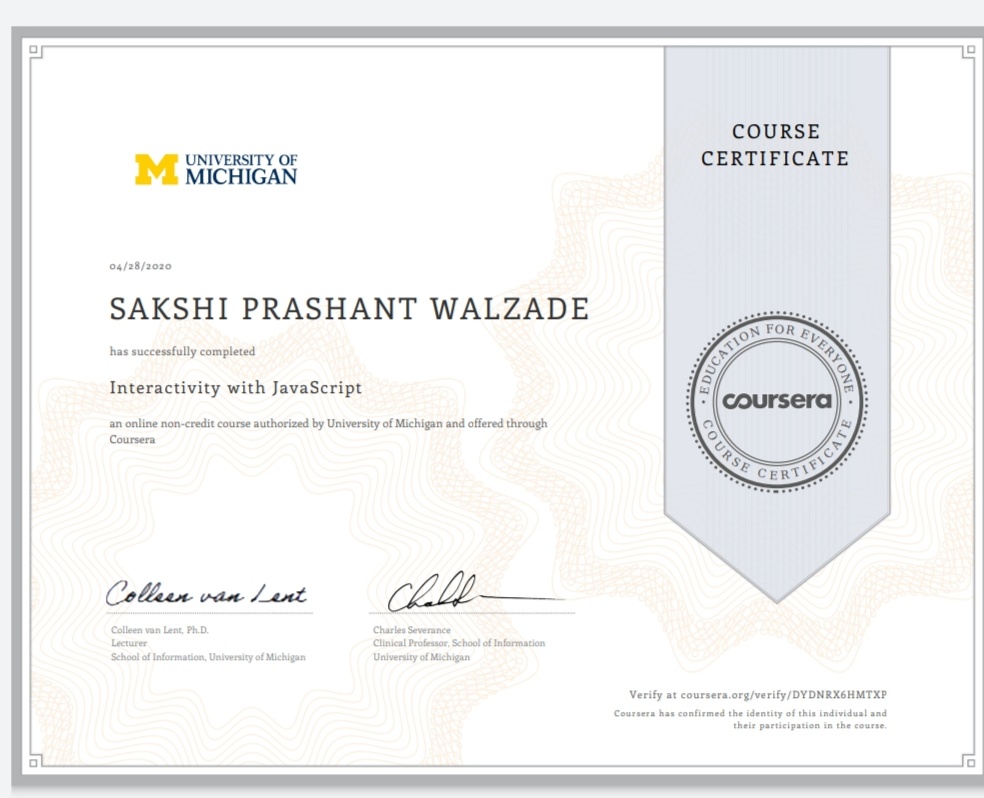 COURSE
CERTIFICATE
UNIVERSITY OF
MICHIGAN
04/28/2020
SAKSHI PRASHANT WALZADE
has successfully completed
Interactivity with JavaScript
an online non-credit course authorized by University of Michigan and offered through
Coursera
EDUCATION FOR EVERYONE
coursera
COURSE CERTIFICATE
Colleen van Lent
Colleen van Lent, Ph.D.
Lecturer
School of Information, University of Michigan
Charles Severance
Clinical Professor, School of Information
University of Michigan
Verify at coursera.org/verify/DYDNRX6HMTXP
Coursera has confirmed the identity of this individual and
their participation in the course.